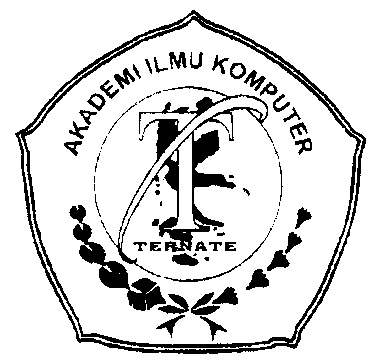 AKADEMI ILMU KOMPUTER
T
TERNATE